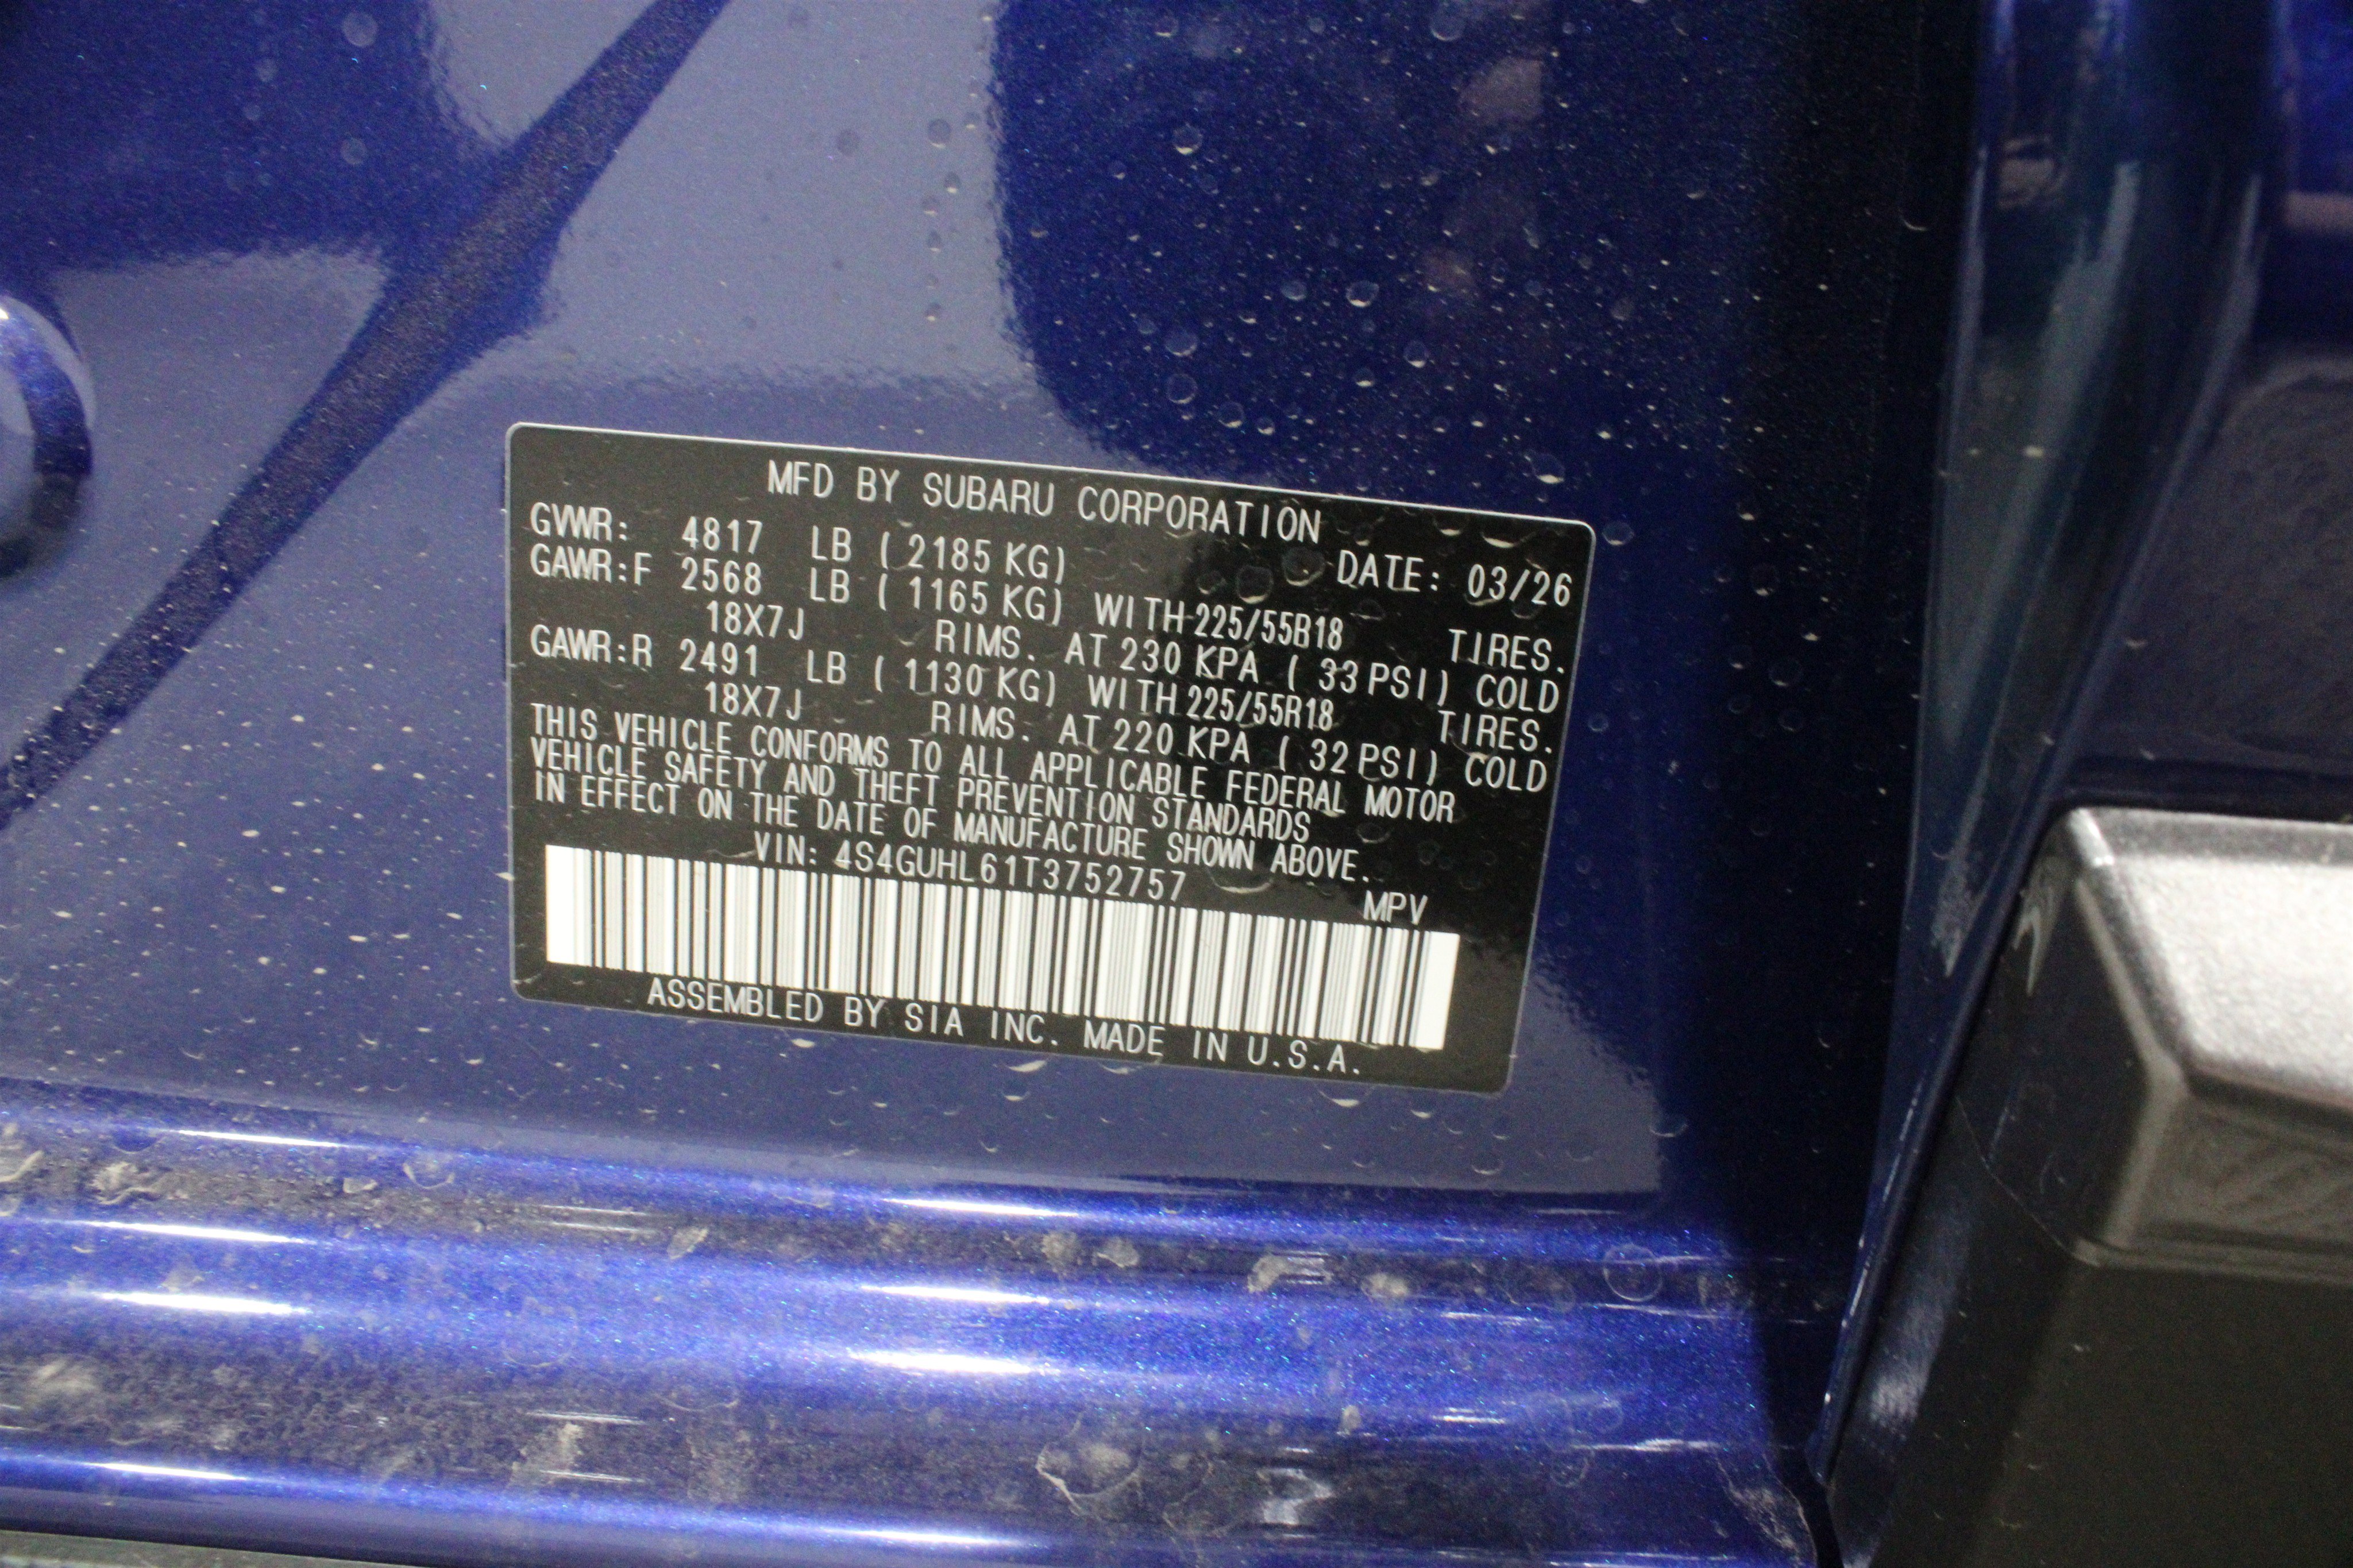 MFD BY SUBARU CORPORATION
GVWR: 4817 LB (2185 KG) DATE: 03/26
GAWR:F 2568 LB (1165 KG) WITH 225/55R18 TIRES.
18X7J RIMS. AT 230 KPA (33 PSI) COLD
GAWR:R 2491 LB (1130 KG) WITH 225/55R18 TIRES.
18X7J RIMS. AT 220 KPA (32 PSI) COLD
THIS VEHICLE CONFORMS TO ALL APPLICABLE FEDERAL MOTOR
VEHICLE SAFETY AND THEFT PREVENTION STANDARDS
IN EFFECT ON THE DATE OF MANUFACTURE SHOWN ABOVE.
VIN: 4S4GUHL61T3752757 MPV
ASSEMBLED BY SIA INC. MADE IN U.S.A.